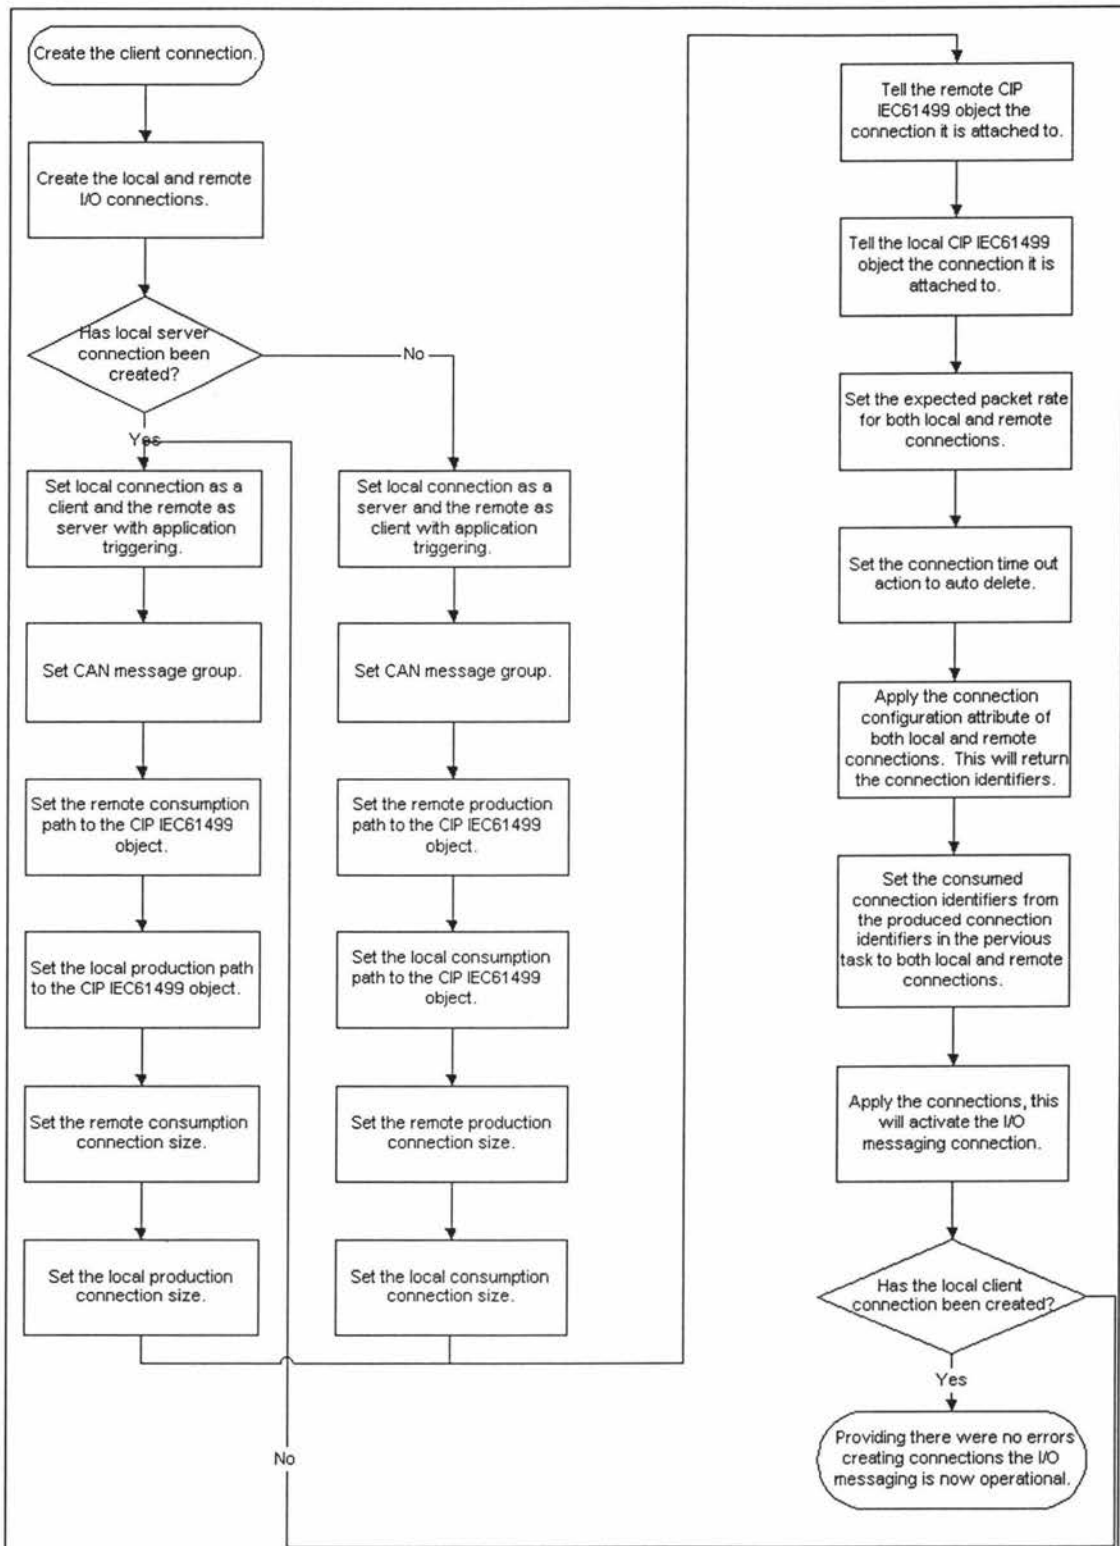 Create the client connection.
Create the local and remote
I/O connections.
Has local server
connection been
created?
No
Yes
Set local connection as a
client and the remote as
server with application
triggering.
Set CAN message group.
Set the remote consumption
path to the CIP IEC61499
object.
Set the local production path
to the CIP IEC61499 object.
Set the remote consumption
connection size.
Set the local production
connection size.
Set local connection as a
server and the remote as
client with application
triggering.
Set CAN message group.
Set the remote production
path to the CIP IEC61499
object.
Set the local consumption
path to the CIP IEC61499
object.
Set the remote production
connection size.
Set the local consumption
connection size.
Tell the remote CIP
IEC61499 object the
connection it is attached to.
Tell the local CIP IEC61499
object the connection it is
attached to.
Set the expected packet rate
for both local and remote
connections.
Set the connection time out
action to auto delete.
Apply the connection
configuration attribute of
both local and remote
connections. This will return
the connection identifiers.
Set the consumed
connection identifiers from
the produced connection
identifiers in the pervious
task to both local and remote
connections.
Apply the connections, this
will activate the I/O
messaging connection.
Has the local client
connection been created?
Yes
No
Providing there were no errors
creating connections the I/O
messaging is now operational.